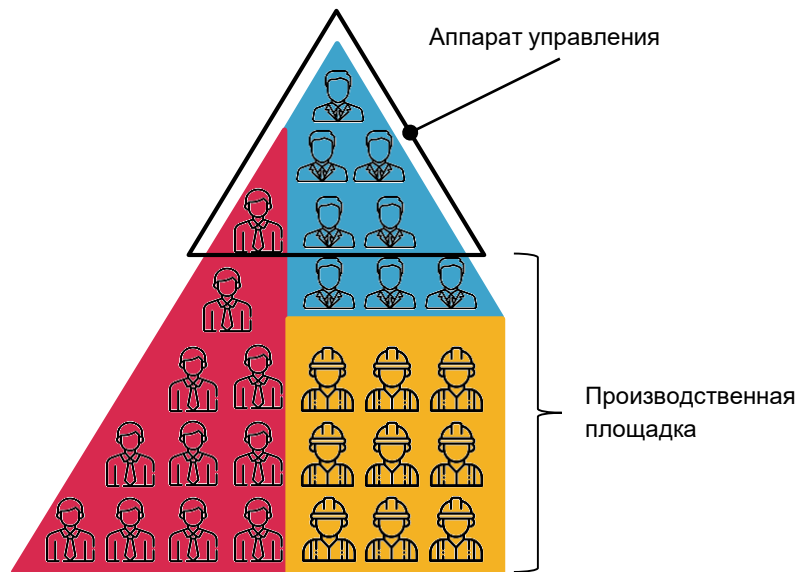 Аппарат управления
Производственная
площадка